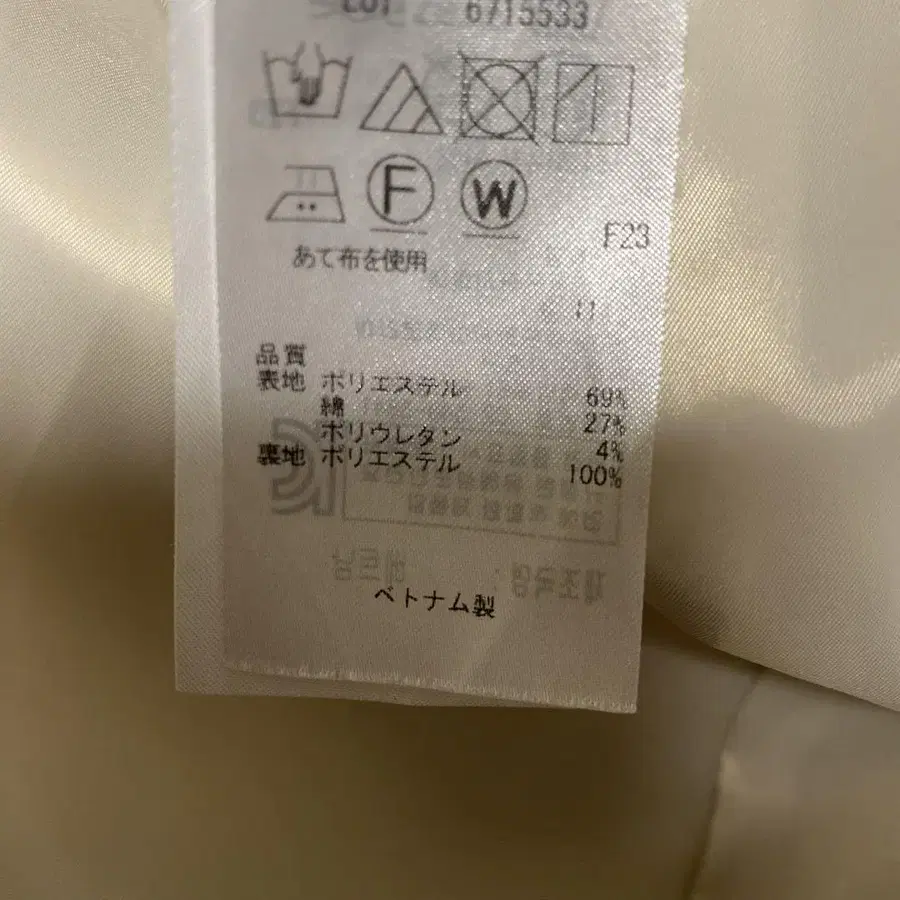 LOT 6715533
F W
F23
あて布を使用
11
品質
表地 ポリエステル 69%
綿 27%
ポリウレタン 4%
裏地 ポリエステル 100%
ベトナム製